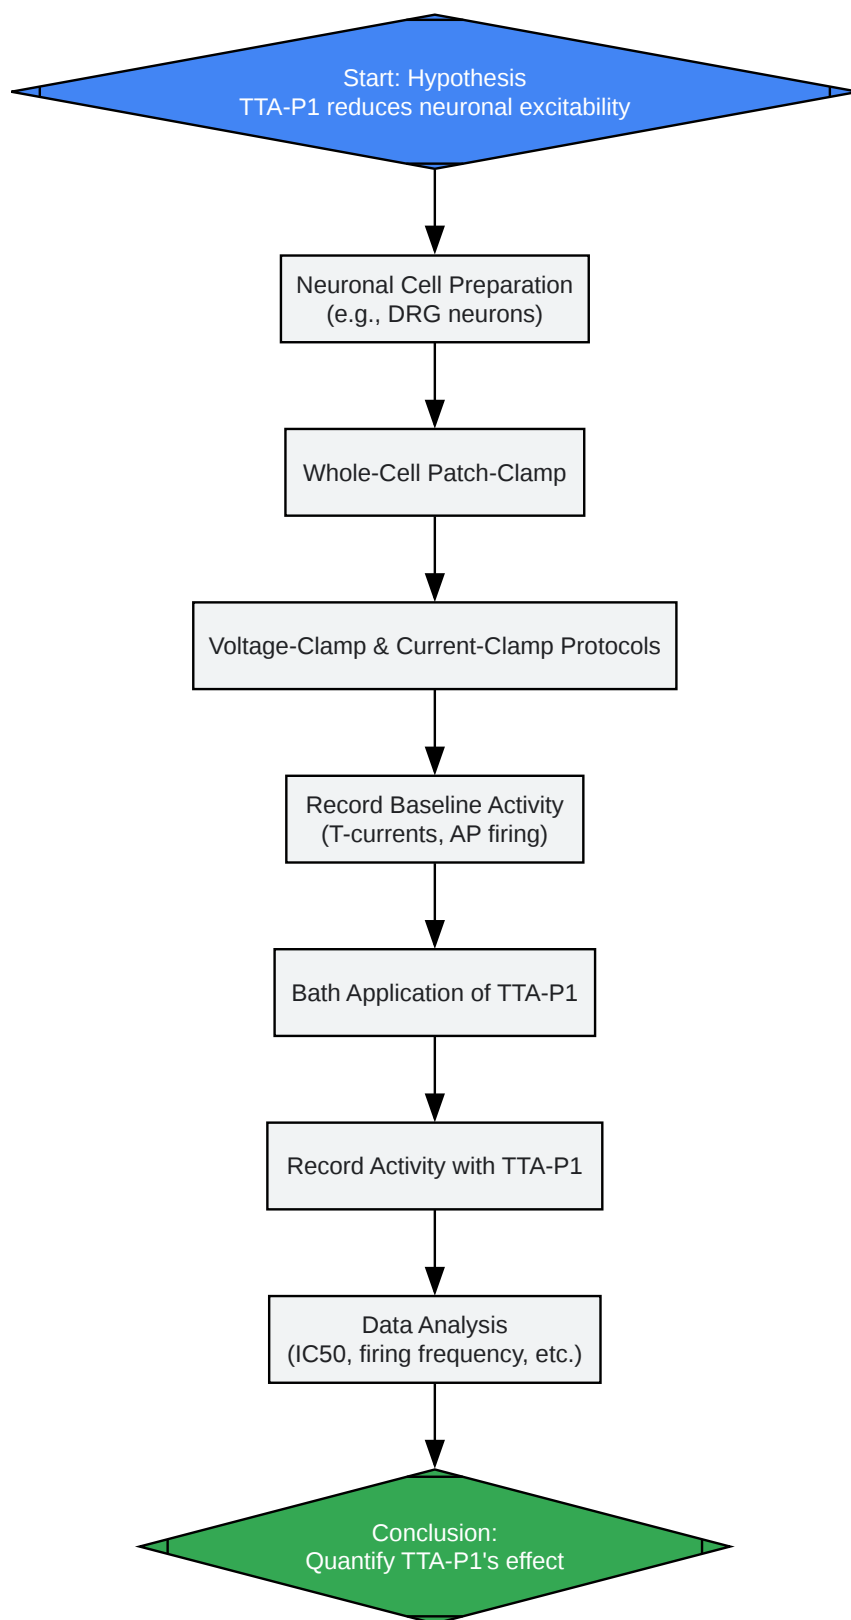 Start: Hypothesis
TTA-P1 reduces neuronal excitability
Neuronal Cell Preparation
(e.g., DRG neurons)
Whole-Cell Patch-Clamp
Voltage-Clamp & Current-Clamp Protocols
Record Baseline Activity
(T-currents, AP firing)
Bath Application of TTA-P1
Record Activity with TTA-P1
Data Analysis
(IC50, firing frequency, etc.)
Conclusion:
Quantify TTA-P1's effect